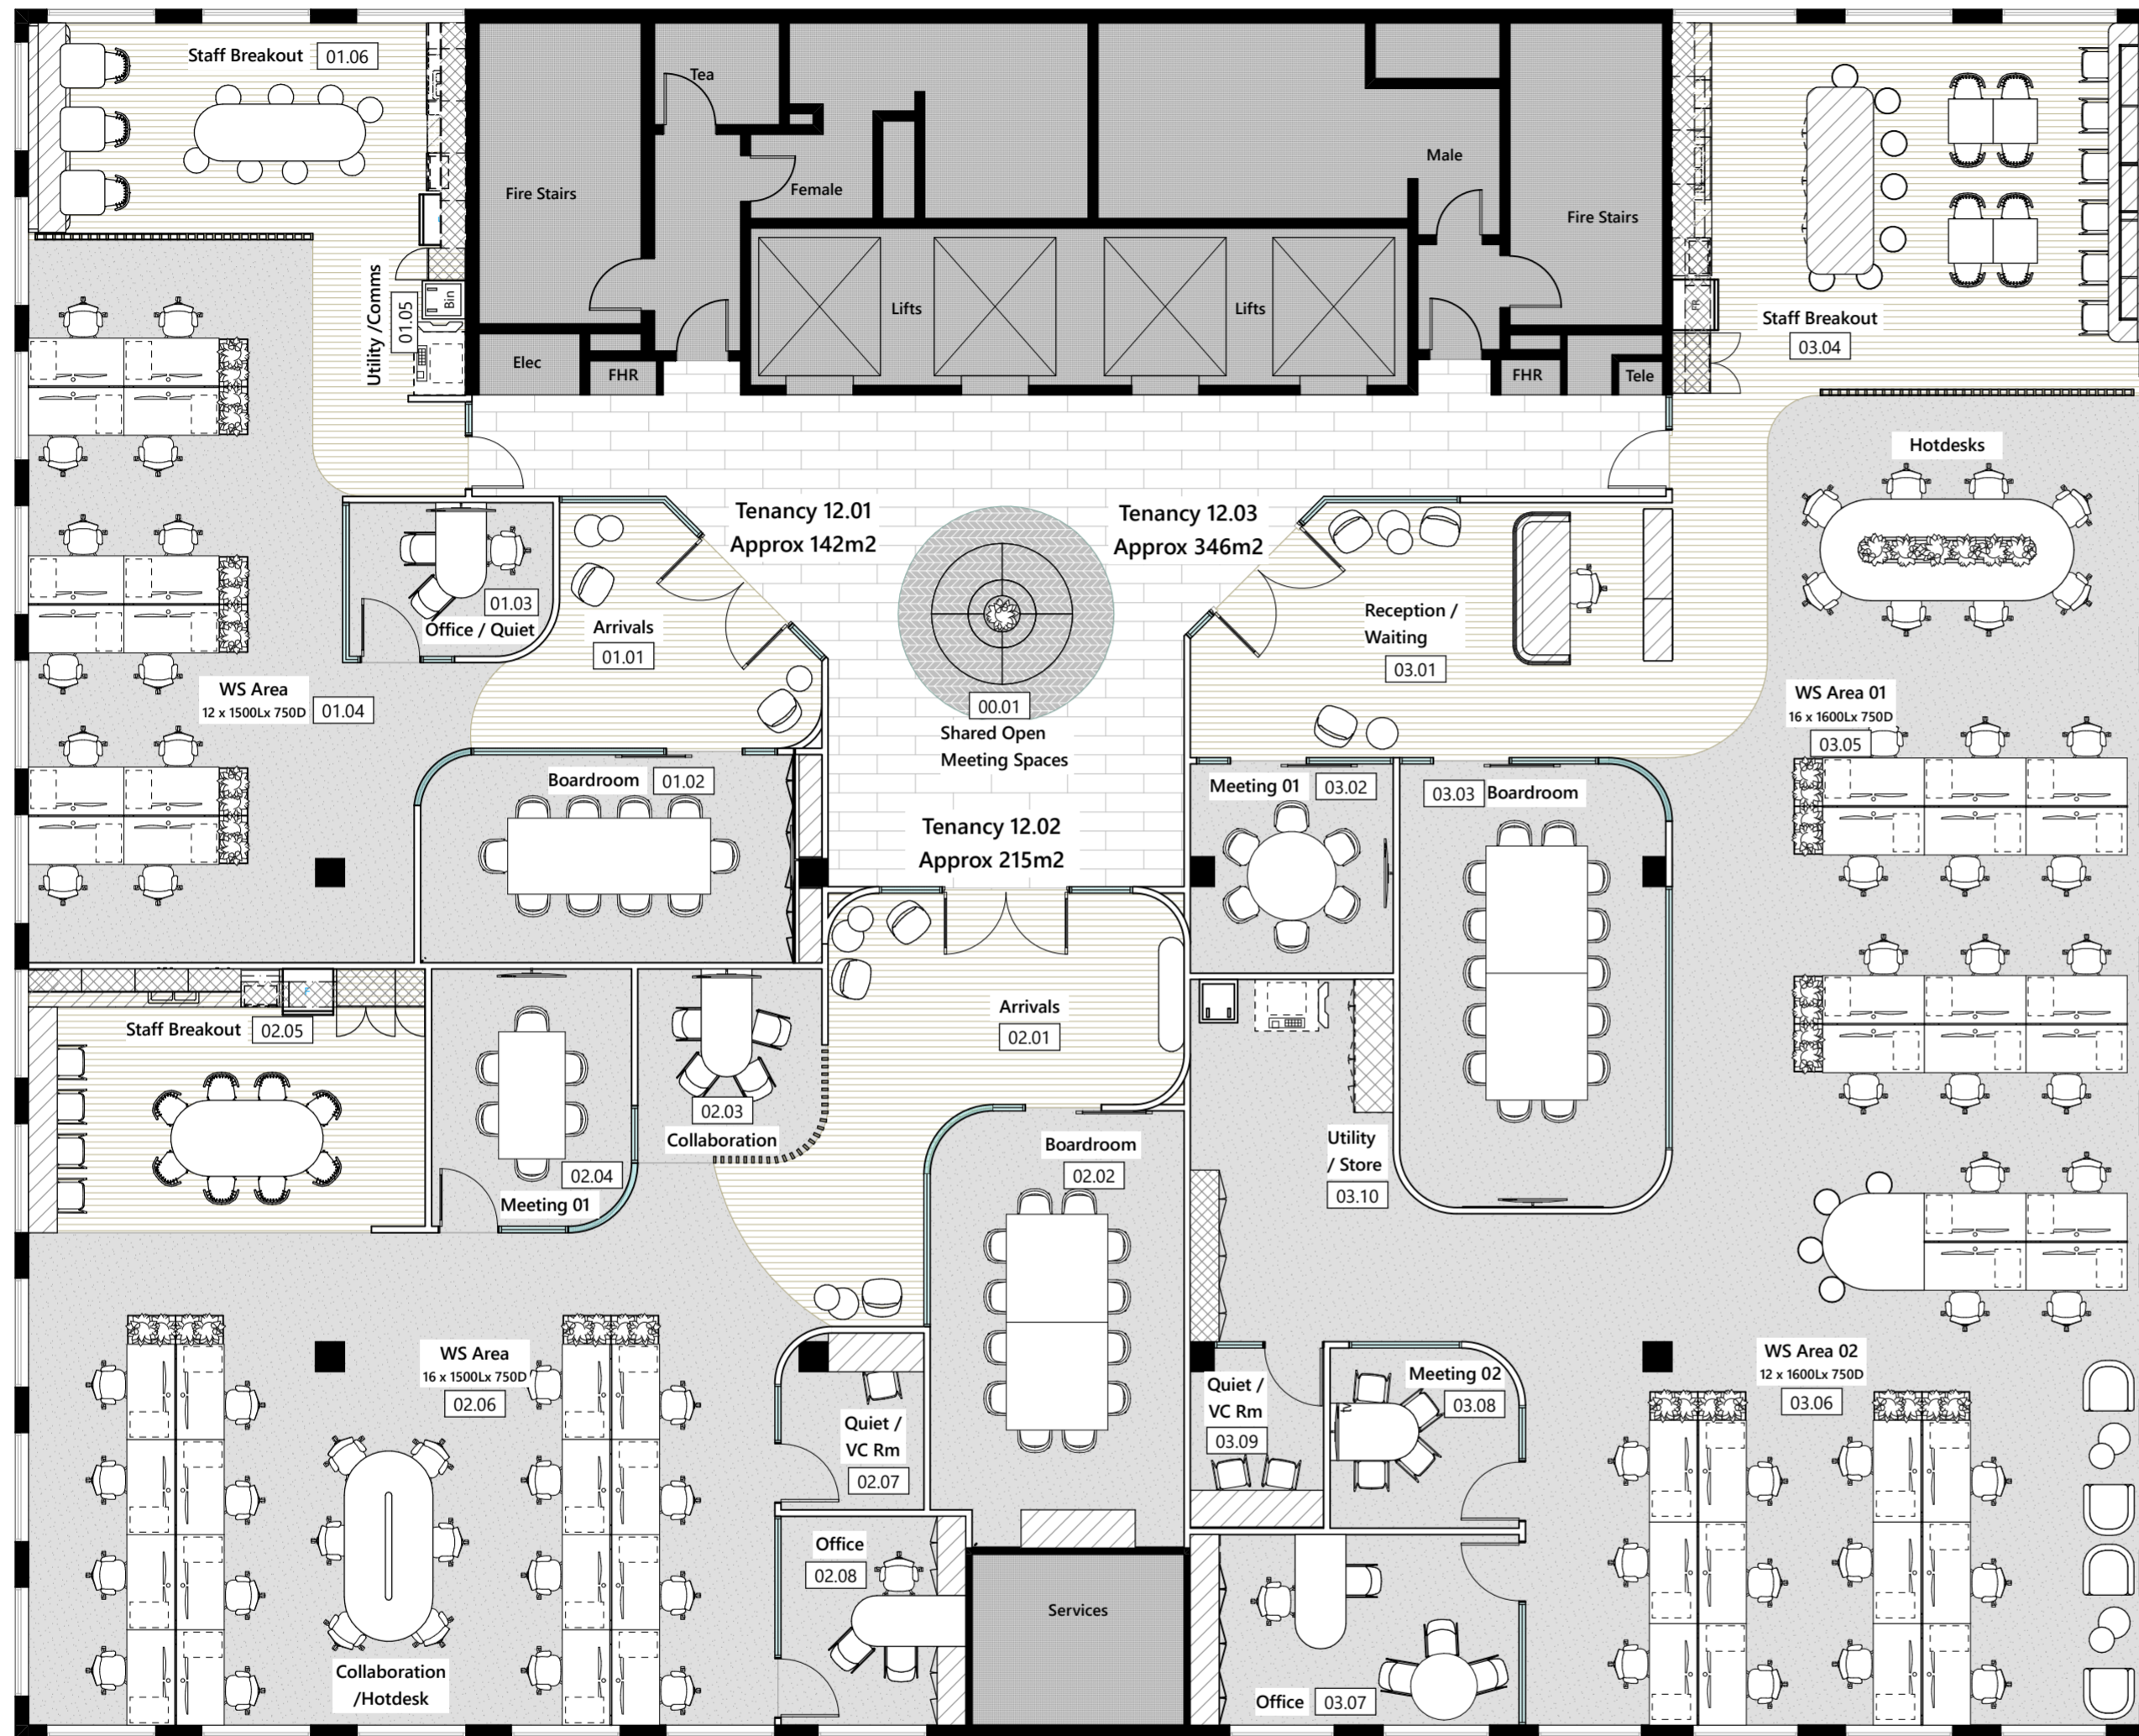 Staff Breakout 01.06
Tea
Fire Stairs
Female
Male
Fire Stairs
Lifts
Lifts
Elec
FHR
FHR
Tele
Utility /Comms
01.05
Bin
Staff Breakout
03.04
Hotdesks
Tenancy 12.01
Approx 142m2
Tenancy 12.03
Approx 346m2
01.03
Office / Quiet
Arrivals
01.01
Reception /
Waiting
03.01
WS Area
12 x 1500Lx 750D 01.04
00.01
Shared Open
Meeting Spaces
WS Area 01
16 x 1600Lx 750D
03.05
Boardroom 01.02
Meeting 01 03.02
03.03 Boardroom
Tenancy 12.02
Approx 215m2
Staff Breakout 02.05
Arrivals
02.01
02.03
Collaboration
Boardroom
02.02
02.04
Meeting 01
Utility
/ Store
03.10
WS Area
16 x 1500Lx 750D
02.06
Quiet /
VC Rm
02.07
Quiet /
VC Rm
03.09
Meeting 02
03.08
WS Area 02
12 x 1600Lx 750D
03.06
Office
02.08
Services
Collaboration
/Hotdesk
Office 03.07